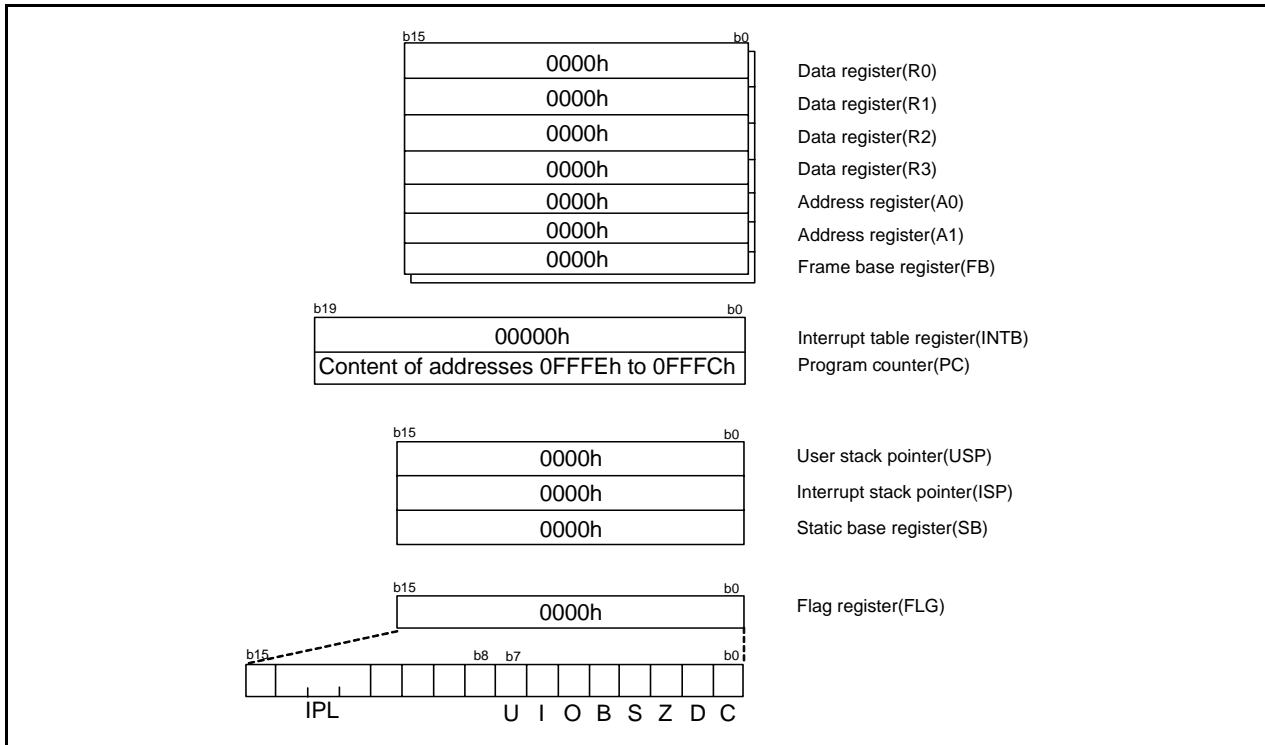 b15 b0
0000h Data register(R0)
0000h Data register(R1)
0000h Data register(R2)
0000h Data register(R3)
0000h Address register(A0)
0000h Address register(A1)
0000h Frame base register(FB)
b19 b0
00000h Interrupt table register(INTB)
Content of addresses 0FFFEh to 0FFFCh Program counter(PC)
b15 b0
0000h User stack pointer(USP)
0000h Interrupt stack pointer(ISP)
0000h Static base register(SB)
b15 b0
0000h Flag register(FLG)
b15 b8 b7 b0
IPL U I O B S Z D C